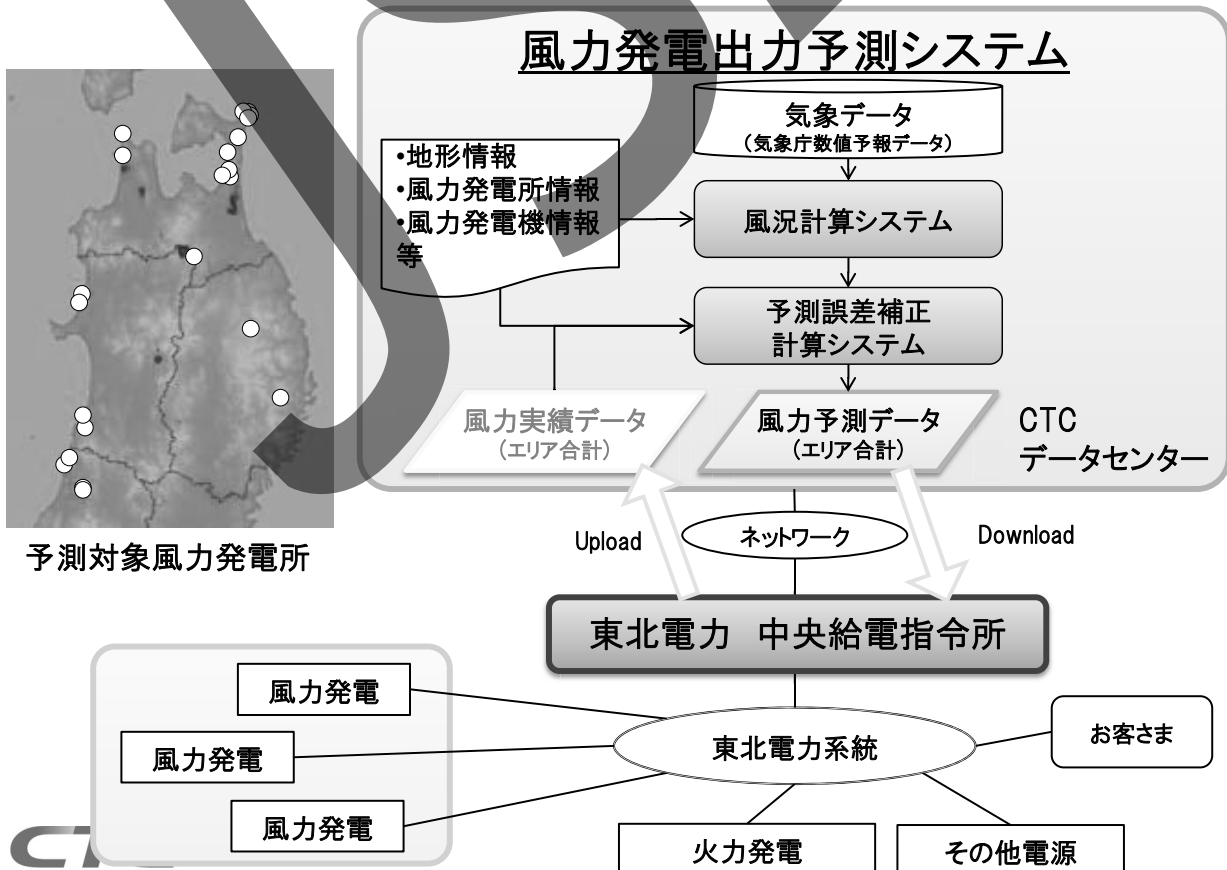 風力発電出力予測システム
気象データ
(気象庁数値予報データ)
•地形情報
•風力発電所情報
•風力発電機情報
等
風況計算システム
予測誤差補正
計算システム
風力実績データ
(エリア合計)
風力予測データ
(エリア合計)
CTC
データセンター
予測対象風力発電所
Upload
ネットワーク
Download
東北電力 中央給電指令所
風力発電
風力発電
風力発電
東北電力系統
お客さま
火力発電
その他電源